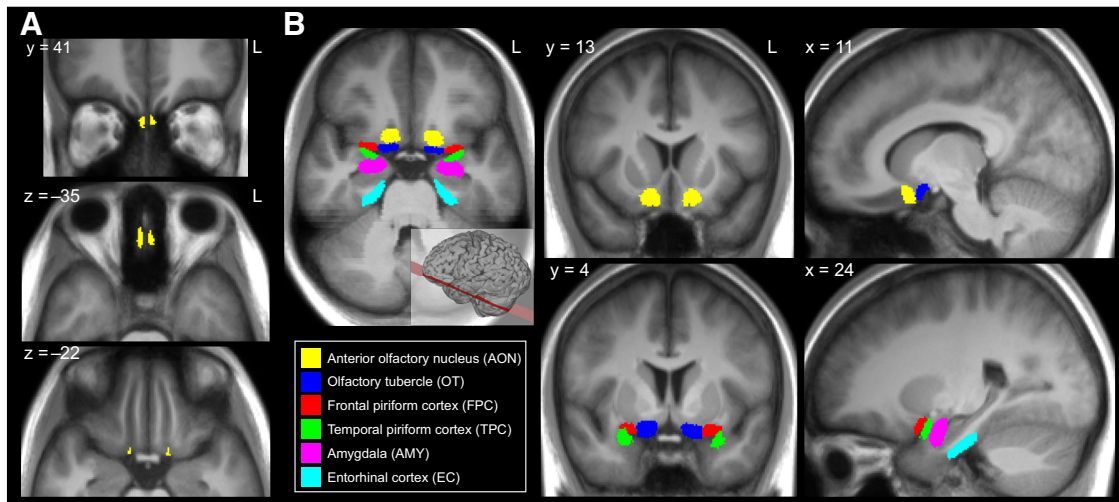 A
y = 41
L
z = –35
L
z = –22
B
L
y = 13
L
x = 11
y = 4
x = 24
Anterior olfactory nucleus (AON)
Olfactory tubercle (OT)
Frontal piriform cortex (FPC)
Temporal piriform cortex (TPC)
Amygdala (AMY)
Entorhinal cortex (EC)